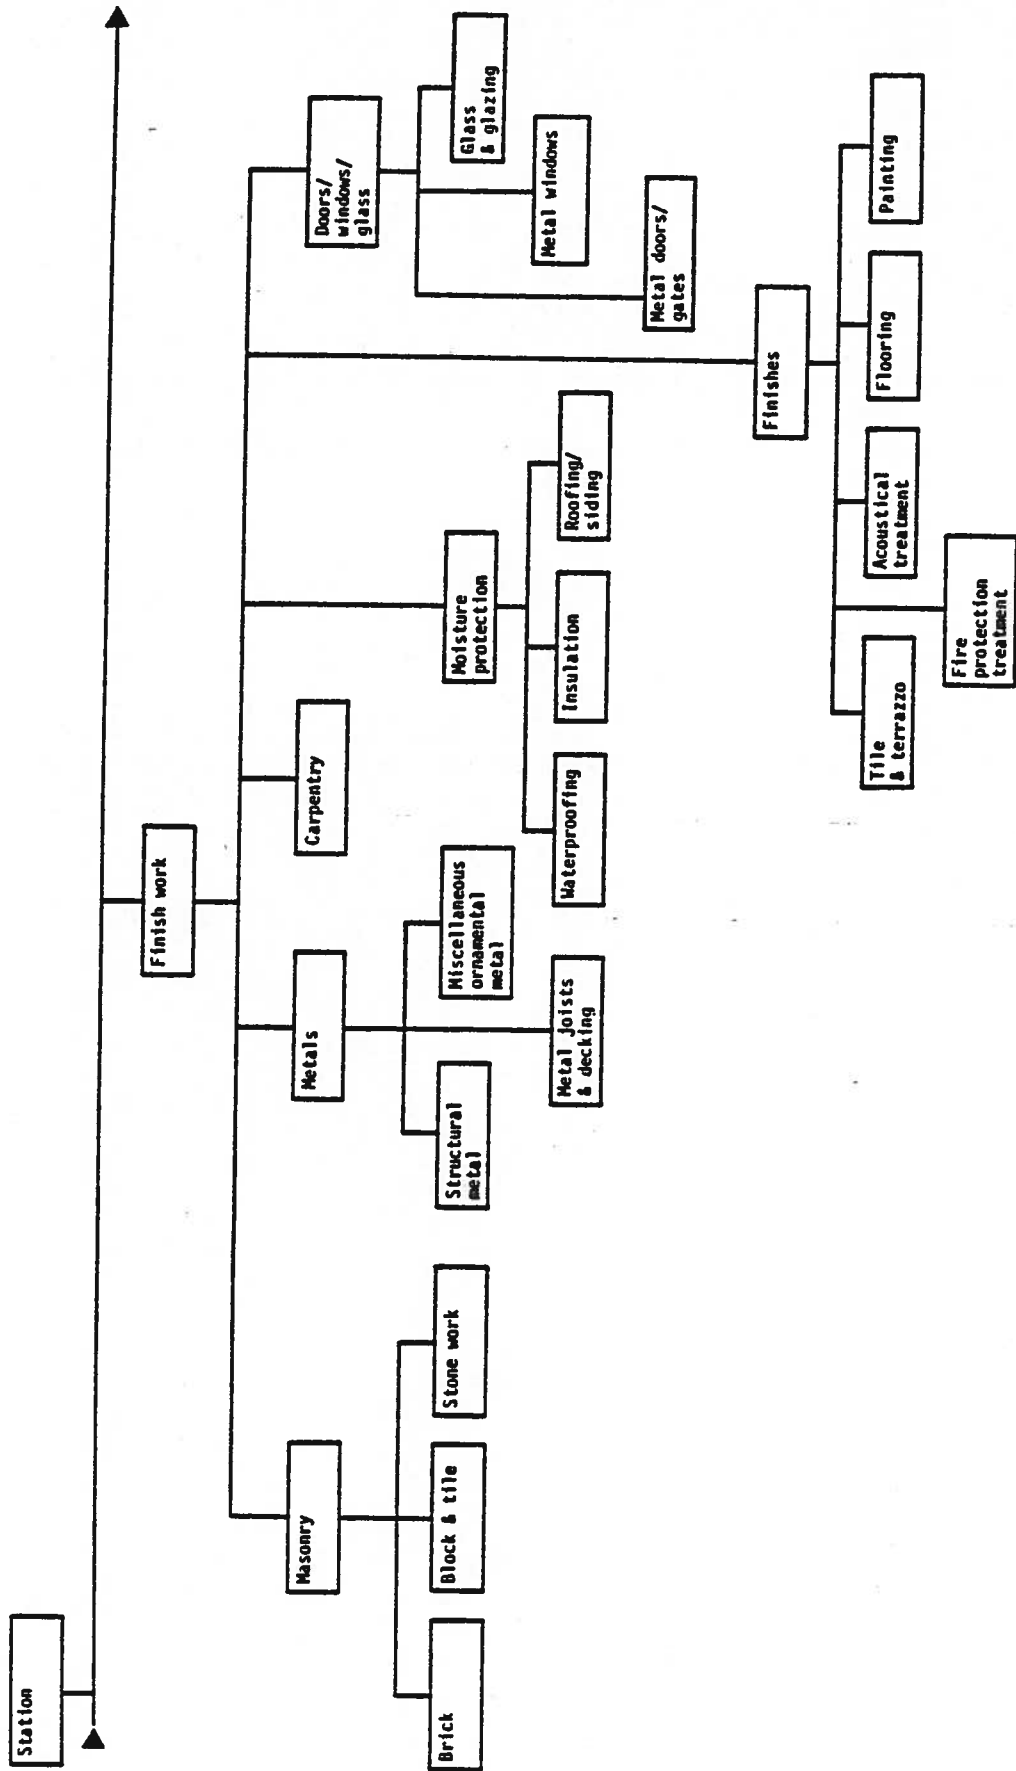 Station
Finish work
Masonry
Metals
Carpentry
Moisture
protection
Doors/
windows/
glass
Brick
Block & tile
Stone work
Structural
metal
Miscellaneous
ornamental
metal
Metal joists
& decking
Waterproofing
Insulation
Roofing/
siding
Glass
& glazing
Metal windows
Metal doors/
gates
Finishes
Tile
& terrazzo
Acoustical
treatment
Flooring
Painting
Fire
protection
treatment